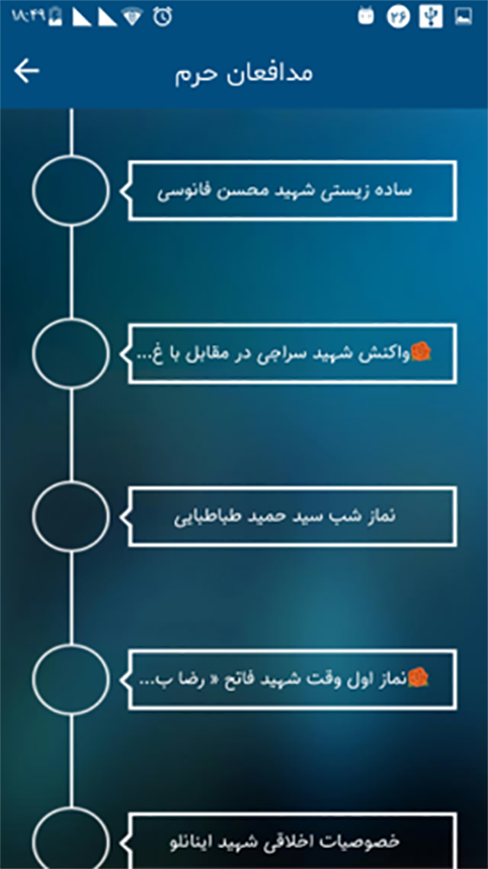 ۱۸:۴۹
۲۶
مدافعان حرم
ساده زیستی شهید محسن فانوسی
واکنش شهید سراجی در مقابل با غ...
نماز شب سید حمید طباطبایی
نماز اول وقت شهید فاتح « رضا ب...
خصوصیات اخلاقی شهید اینانلو